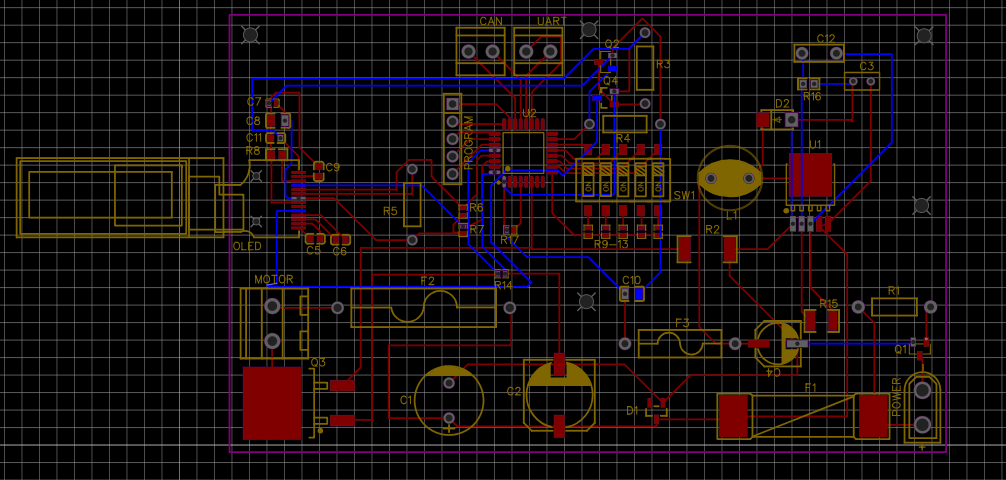 CAN UART
Q2
C12
R3
C3
Q4
R16
C7
D2
C8
U2
PROGRAM
C11
R4
R8
U1
C9
ON
SW1
R5
R6
L1
R7
R17
R9-13
R2
OLED
C5 C6
MOTOR
F2
R14
C10
R1
R15
F3
Q1
Q3
C4
F1
C1
C2
D1
POWER
+
+